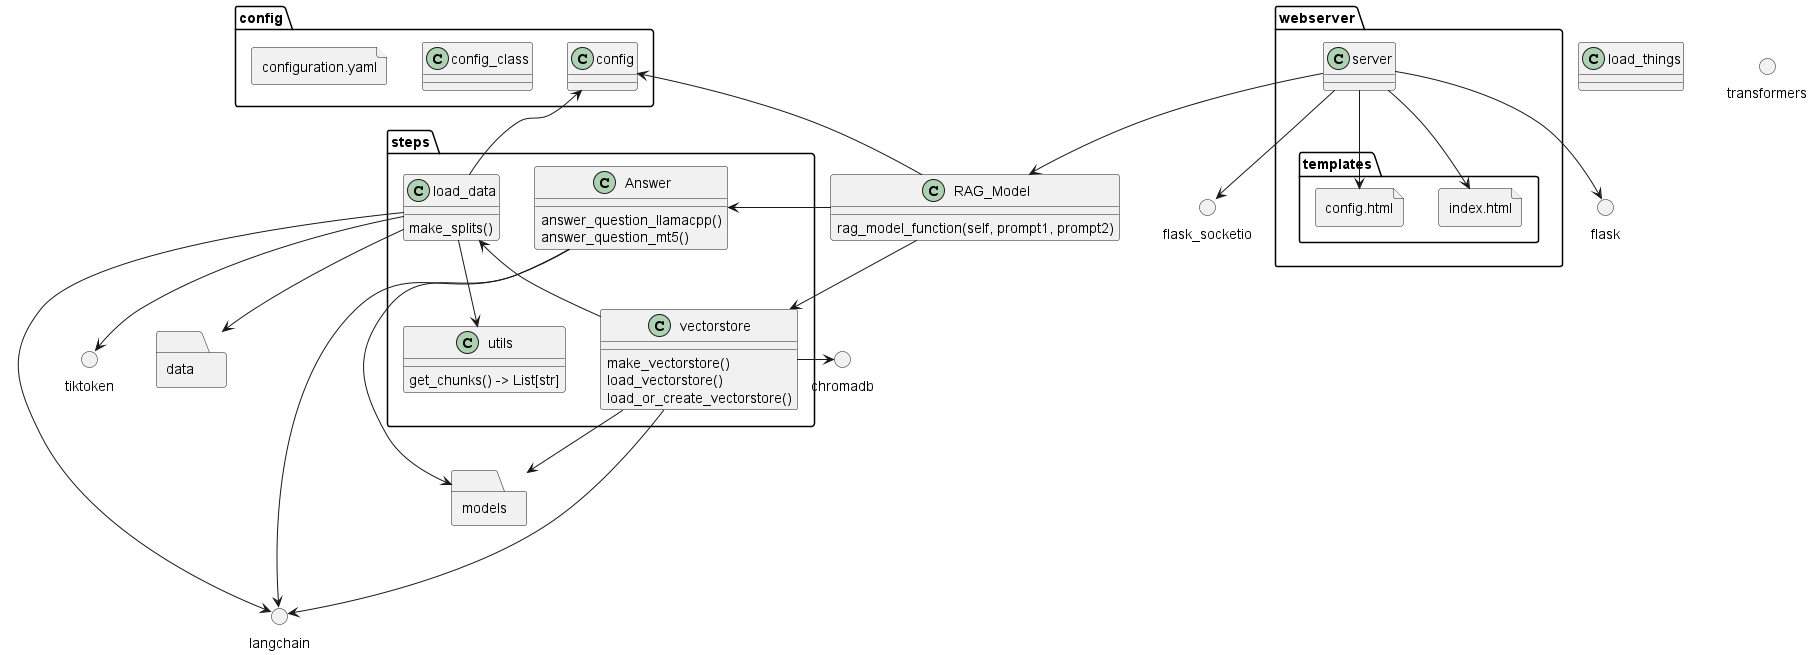 config
webserver
configuration.yaml
C config_class
C config
C server
C load_things
transformers
steps
templates
C load_data
make_splits()
C Answer
answer_question_llamacpp()
answer_question_mt5()
C RAG_Model
rag_model_function(self, prompt1, prompt2)
config.html
index.html
flask_socketio
flask
tiktoken
data
C utils
get_chunks() -> List[str]
C vectorstore
make_vectorstore()
load_vectorstore()
load_or_create_vectorstore()
chromadb
models
langchain